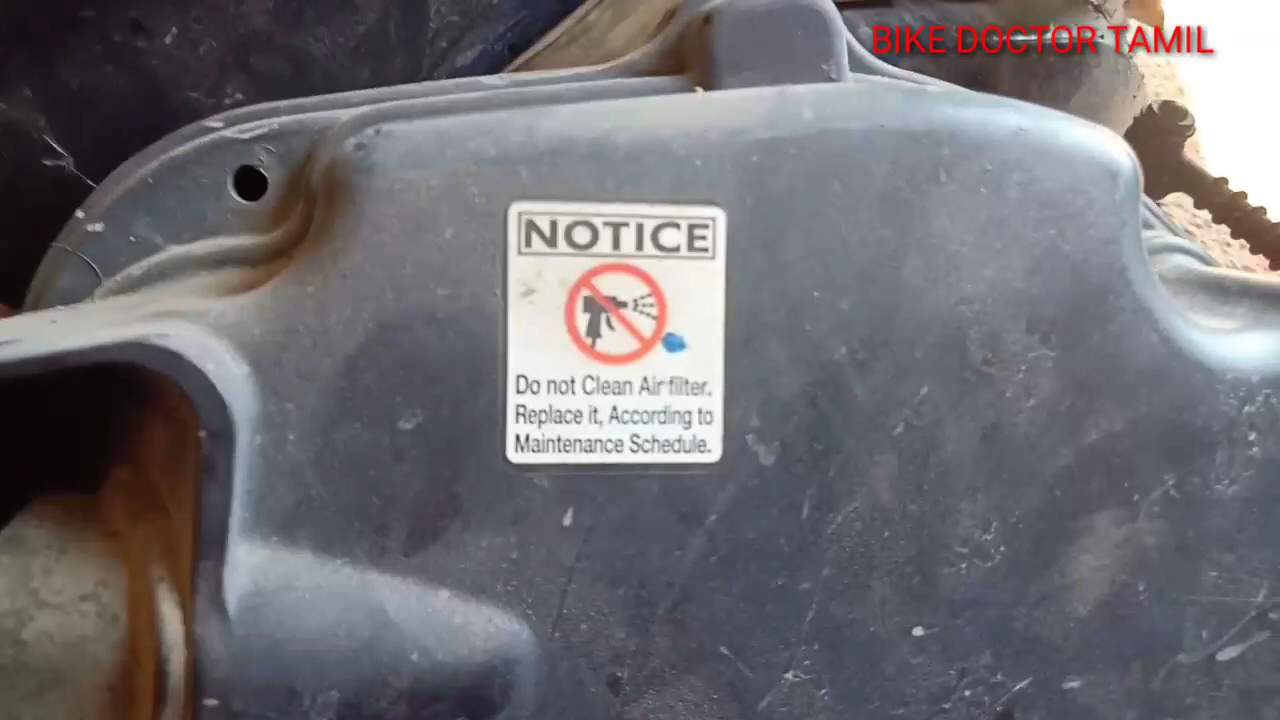 BIKE DOCTOR TAMIL
NOTICE
Do not Clean Air filter.
Replace it, According to
Maintenance Schedule.